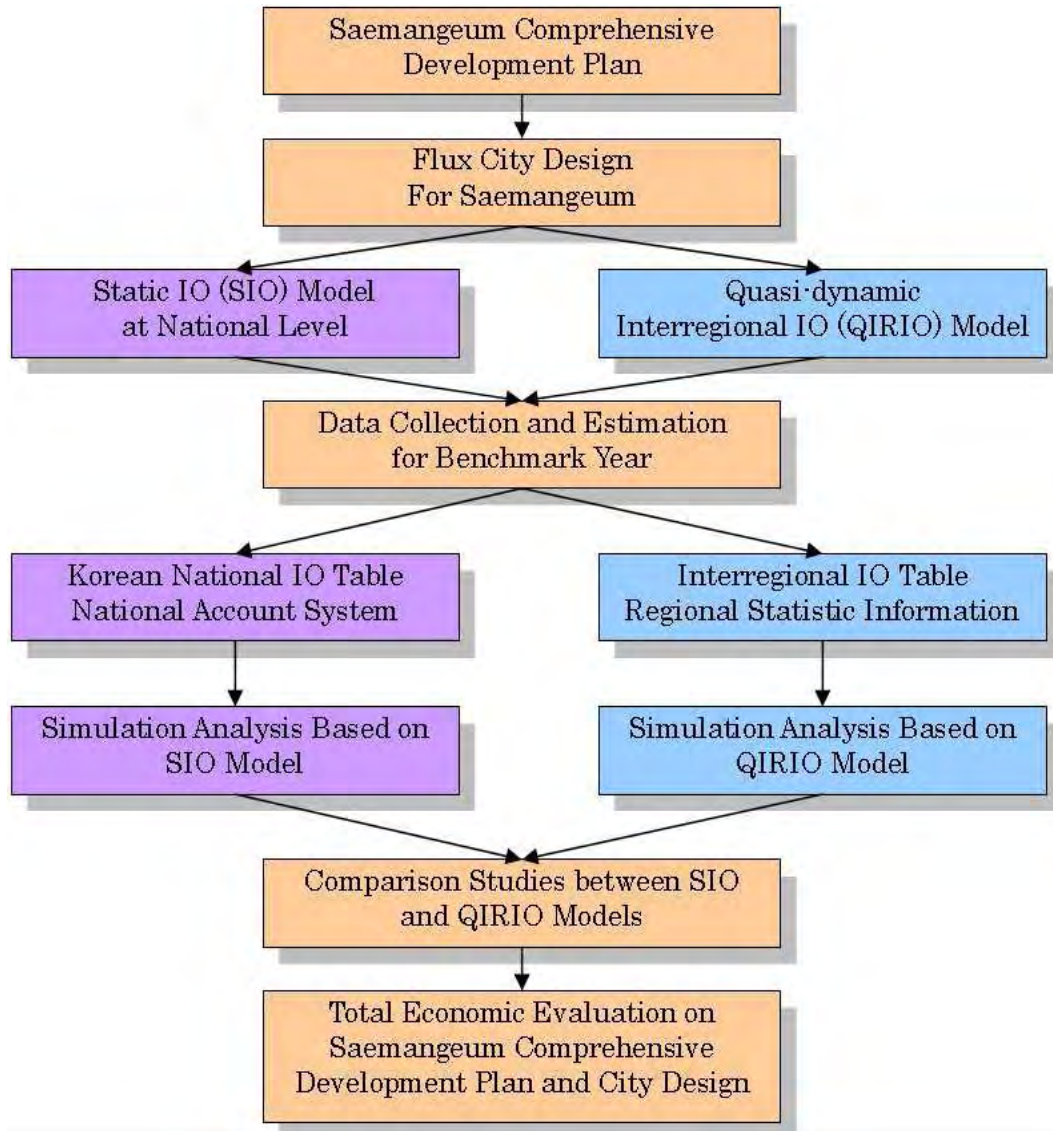 Saemangeum Comprehensive
Development Plan
Flux City Design
For Saemangeum
Static IO (SIO) Model
at National Level
Quasi-dynamic
Interregional IO (QIRIO) Model
Data Collection and Estimation
for Benchmark Year
Korean National IO Table
National Account System
Interregional IO Table
Regional Statistic Information
Simulation Analysis Based on
SIO Model
Simulation Analysis Based on
QIRIO Model
Comparison Studies between SIO
and QIRIO Models
Total Economic Evaluation on
Saemangeum Comprehensive
Development Plan and City Design